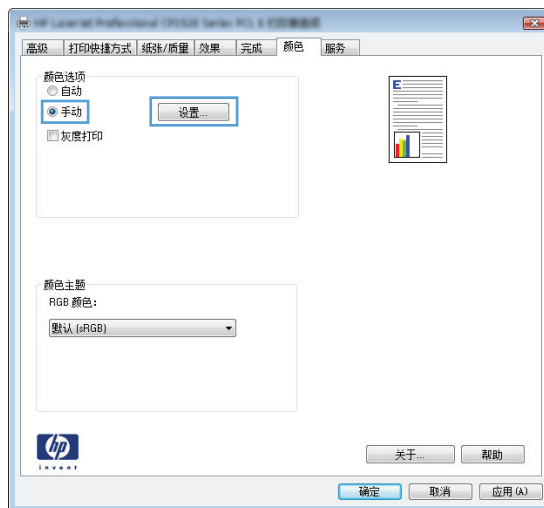 高级 打印快捷方式 纸张/质量 效果 完成 颜色 服务
颜色选项
自动
手动
设置...
灰度打印
E
颜色主题
RGB 颜色：
默认 (sRGB)
hp
invent
关于...
帮助
确定 取消 应用(A)